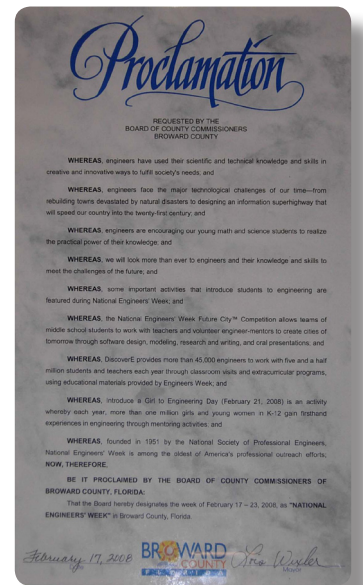 Proclamation
REQUESTED BY THE
BOARD OF COUNTY COMMISSIONERS
BROWARD COUNTY
WHEREAS, engineers have used their scientific and technical knowledge and skills in
creative and innovative ways to fulfill society's needs; and
WHEREAS, engineers face the major technological challenges of our time—from
rebuilding towns devastated by natural disasters to designing an information superhighway that
will speed our country into the twenty-first century; and
WHEREAS, engineers are encouraging our young math and science students to realize
the practical power of their knowledge; and
WHEREAS, we will look more than ever to engineers and their knowledge and skills to
meet the challenges of the future; and
WHEREAS, some important activities that introduce students to engineering are
featured during National Engineers' Week; and
WHEREAS, the National Engineers' Week Future City™ Competition allows teams of
middle school students to work with teachers and volunteer engineer-mentors to create cities of
tomorrow through software design, modeling, research and writing, and oral presentations; and
WHEREAS, DiscoverE provides more than 45,000 engineers to work with five and a half
million students and teachers each year through classroom visits and extracurricular programs,
using educational materials provided by Engineers Week; and
WHEREAS, Introduce a Girl to Engineering Day (February 21, 2008) is an activity
whereby each year, more than one million girls and young women in K-12 gain firsthand
experiences in engineering through mentoring activities; and
WHEREAS, founded in 1951 by the National Society of Professional Engineers,
National Engineers' Week is among the oldest of America's professional outreach efforts;
NOW, THEREFORE,
BE IT PROCLAIMED BY THE BOARD OF COUNTY COMMISSIONERS OF
BROWARD COUNTY, FLORIDA:
That the Board hereby designates the week of February 17 – 23, 2008, as "NATIONAL
ENGINEERS' WEEK" in Broward County, Florida.
February 17, 2008
BROWARD
COUNTY
Lois Wexler
Mayor